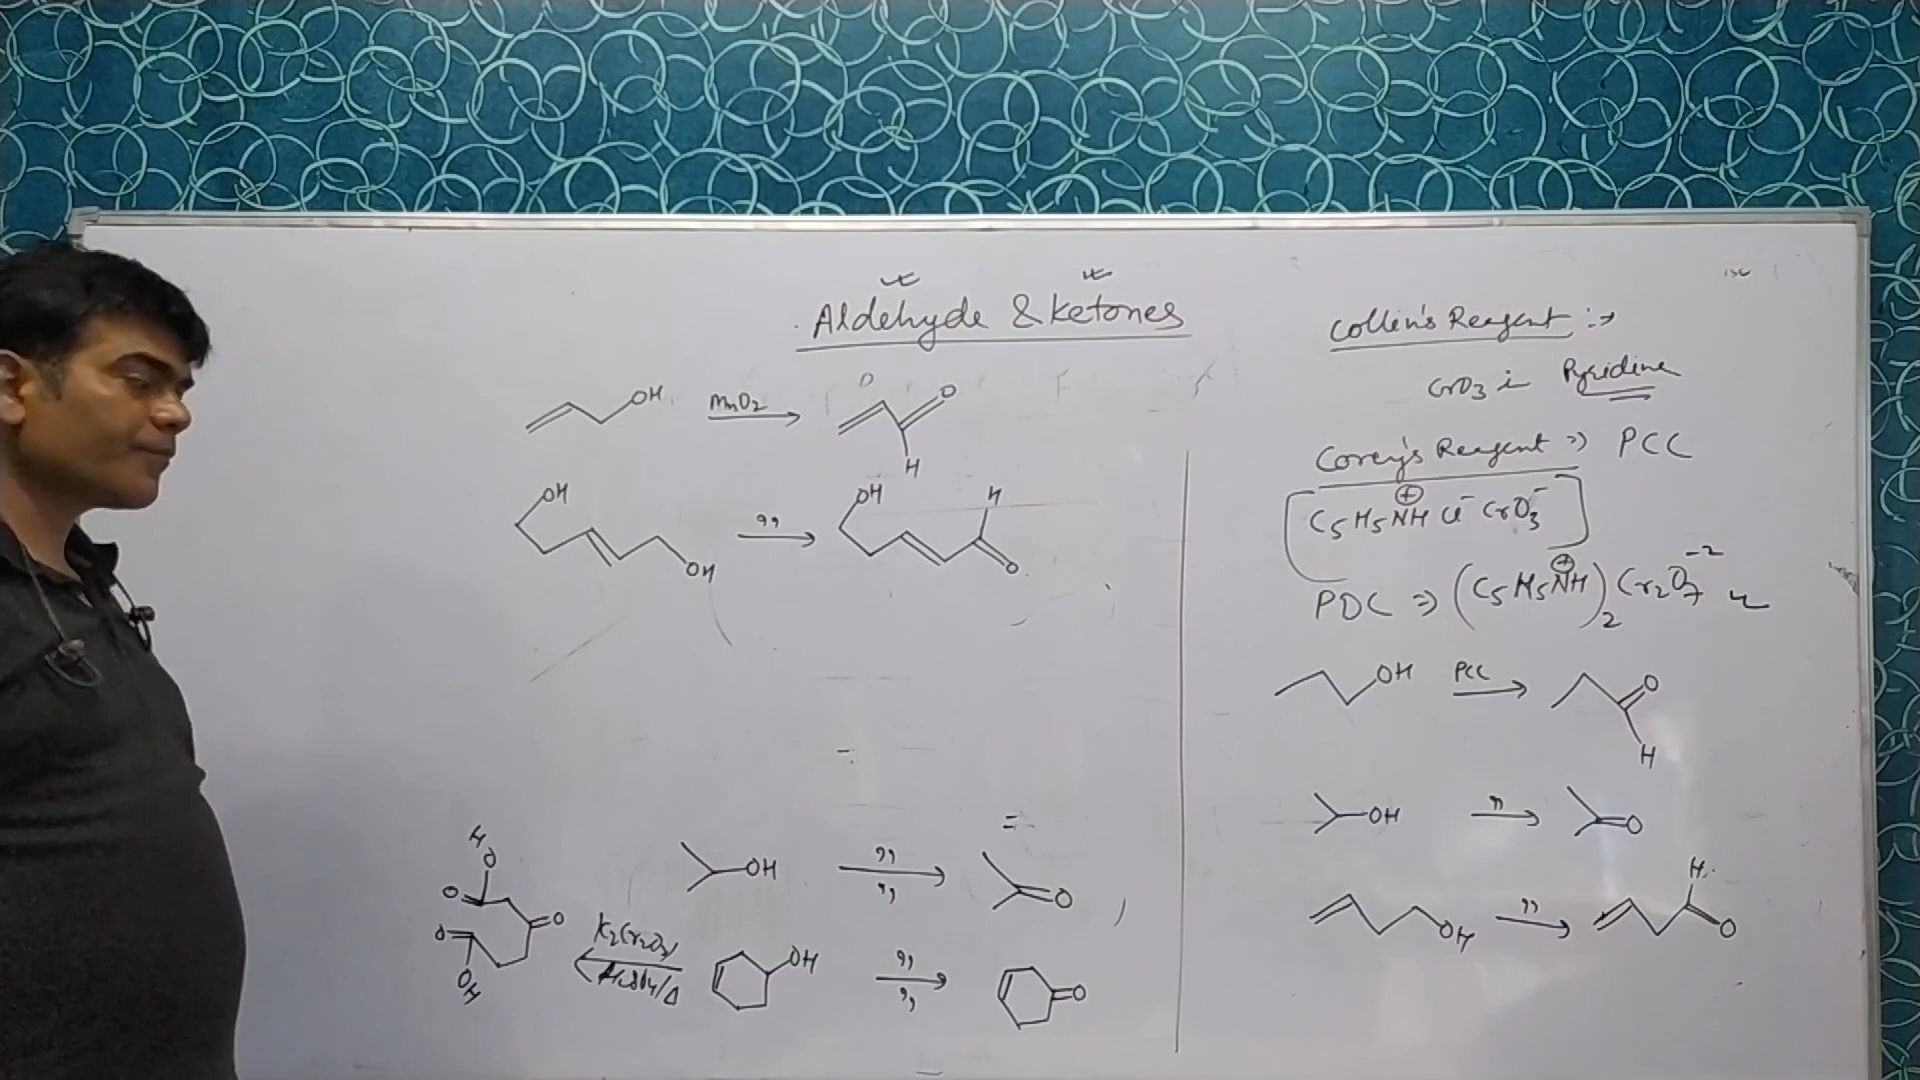 Aldehyde & Ketones
OH MnO2 O
H
OH OH ,, OH H O
OH ,, ,, O
H O O O O OH K2Cr2O7 H2SO4/Δ OH ,, ,, O
Collin's Reagent :→
CrO3 in Pyridine
Corey's Reagent => PCC
C5H5NH⊕ Cl- CrO3-
PDC => (C5H5NH⊕)2 Cr2O7-2
OH PCC O
H
OH ,, O
OH ,, H O